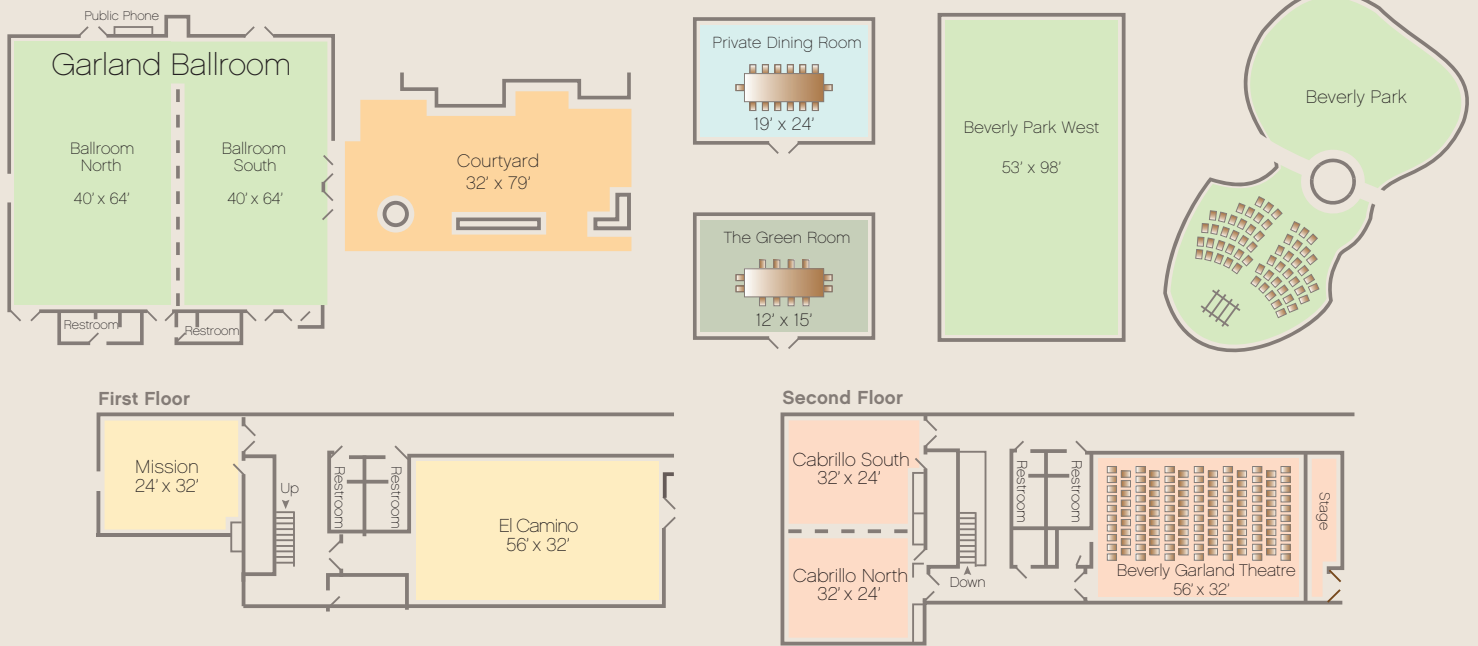 Public Phone
Garland Ballroom
Ballroom
North
40' x 64'
Ballroom
South
40' x 64'
Restroom
Restroom
Courtyard
32' x 79'
Private Dining Room
19' x 24'
The Green Room
12' x 15'
Beverly Park West
53' x 98'
Beverly Park
First Floor
Mission
24' x 32'
Up
Restroom
Restroom
El Camino
56' x 32'
Second Floor
Cabrillo South
32' x 24'
Cabrillo North
32' x 24'
Down
Restroom
Restroom
Beverly Garland Theatre
56' x 32'
Stage